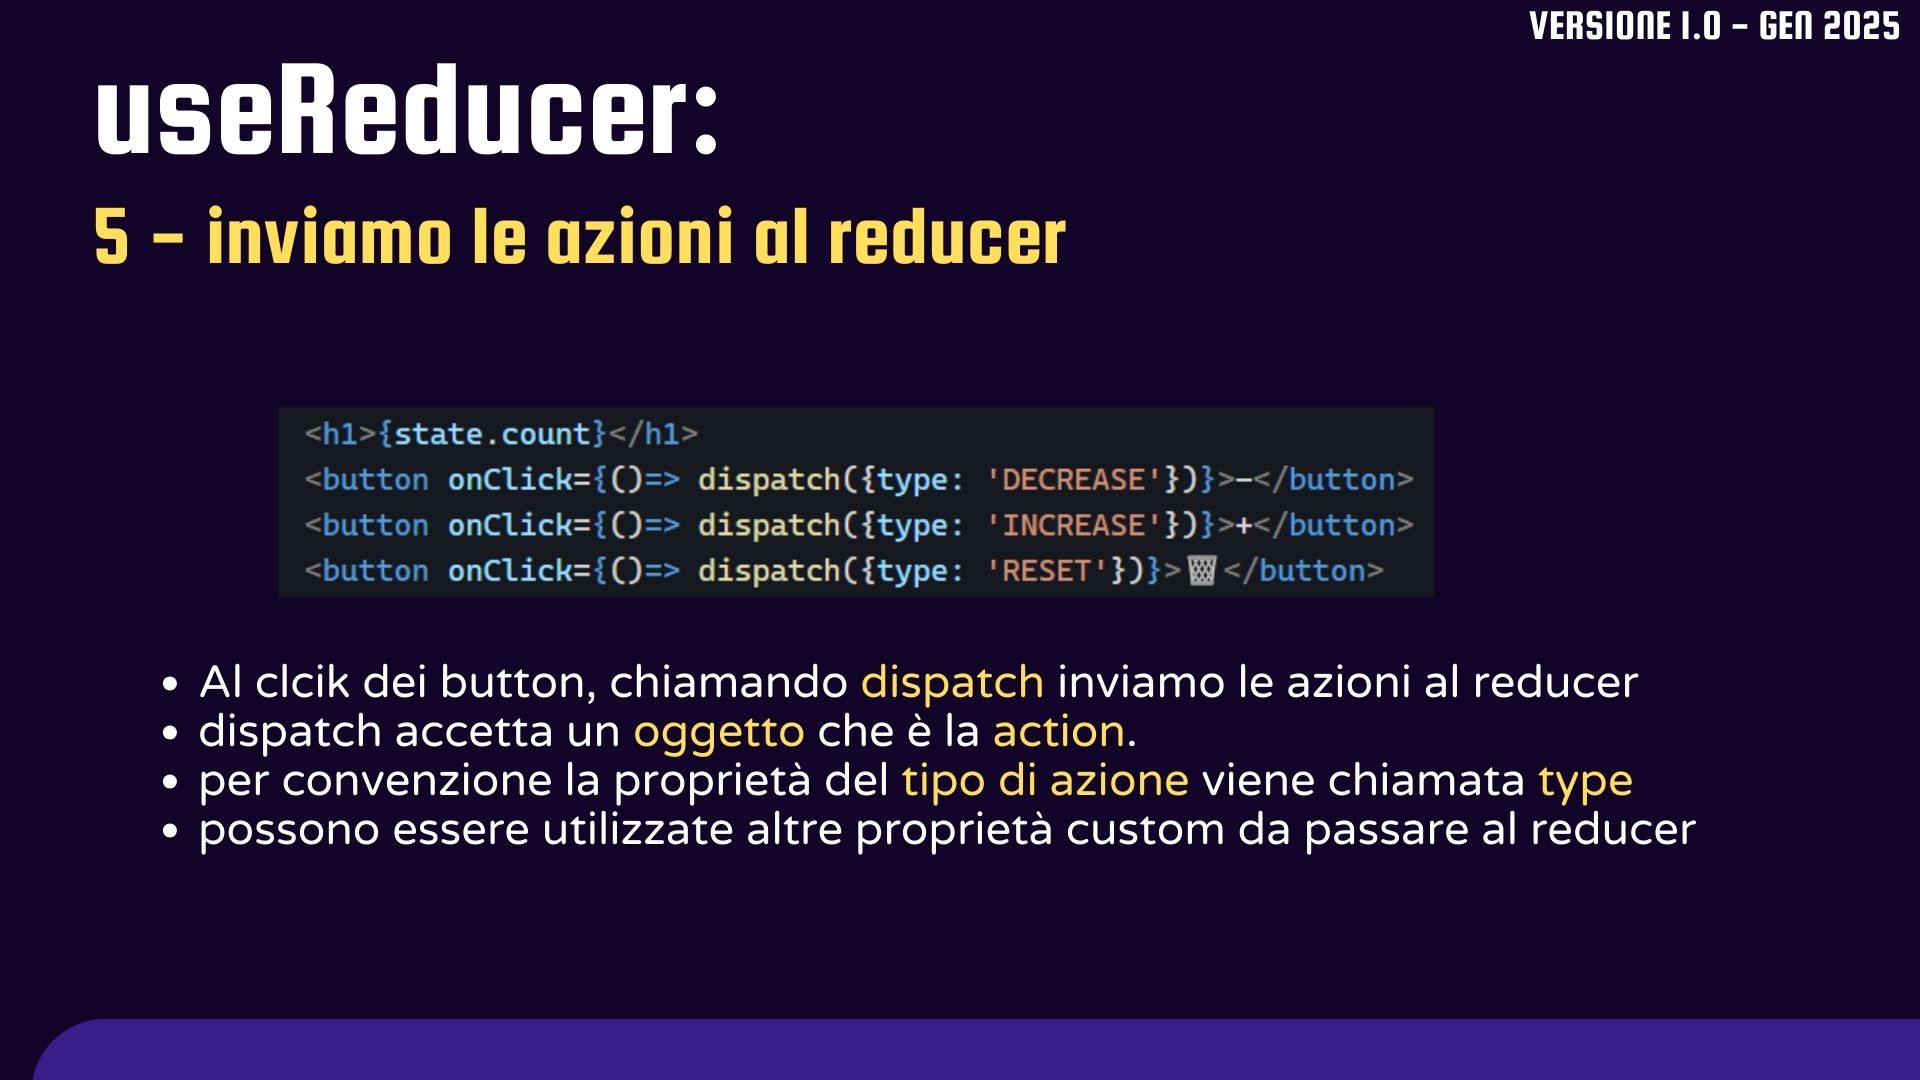 VERSIONE 1.0 - GEN 2025
useReducer:
5 - inviamo le azioni al reducer
<h1>{state.count}</h1>
<button onClick={()=> dispatch({type: 'DECREASE'})}>-</button>
<button onClick={()=> dispatch({type: 'INCREASE'})}>+</button>
<button onClick={()=> dispatch({type: 'RESET'})}>🗑</button>
• Al clcik dei button, chiamando dispatch inviamo le azioni al reducer
• dispatch accetta un oggetto che è la action.
• per convenzione la proprietà del tipo di azione viene chiamata type
• possono essere utilizzate altre proprietà custom da passare al reducer